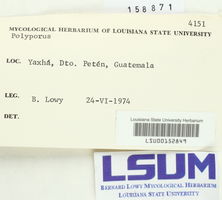 158871
4151
MYCOLOGICAL HERBARIUM OF LOUISIANA STATE UNIVERSITY
Polyporus
LOC. Yaxhá, Dto. Petén, Guatemala
LEG. B. Lowy 24-VI-1974
DET.
Louisiana State University Herbarium
LSU00152849
LSUM
BERNARD LOWY MYCOLOGICAL HERBARIUM
LOUISIANA STATE UNIVERSITY